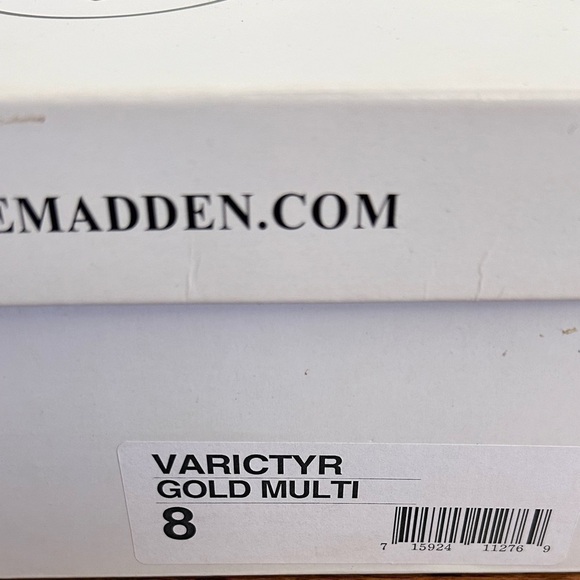 EMADDEN.COM
VARICTYR
GOLD MULTI
8
7 15924 11276 9